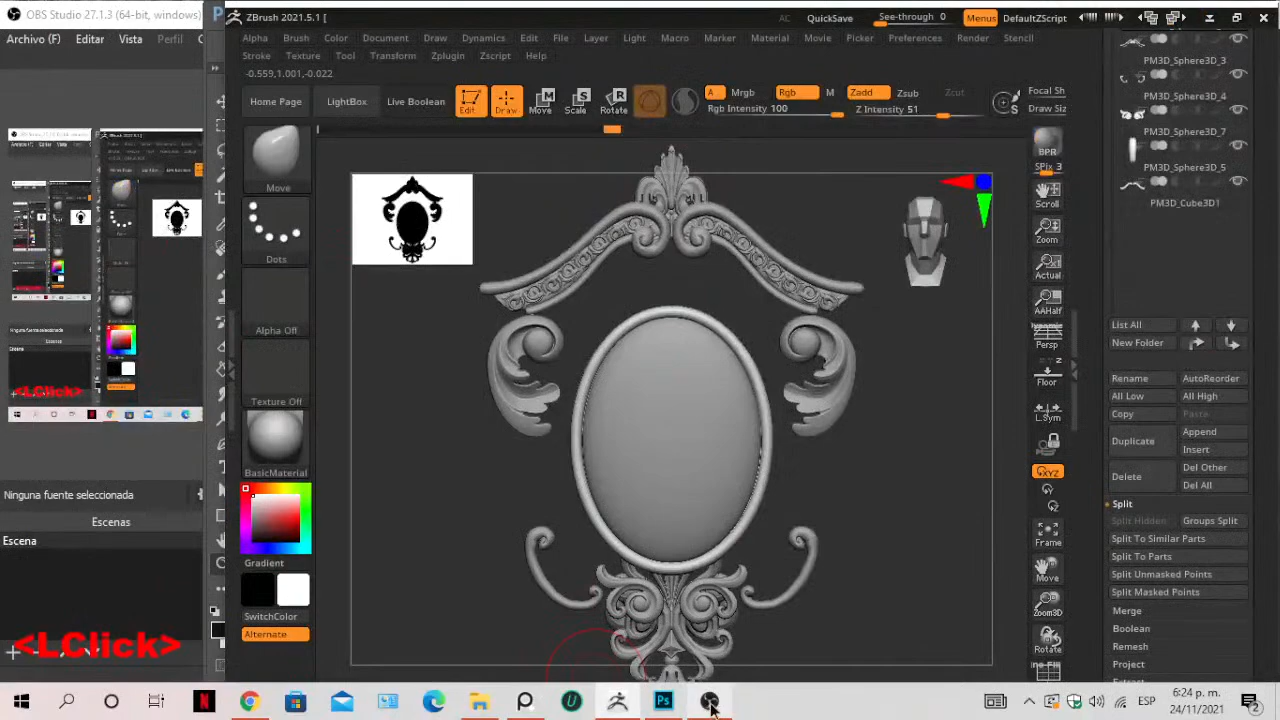 OBS Studio 27.1.3 (64-bit, windows)
Archivo (F) Editar Vista Perfil
Ninguna fuente seleccionada
Escenas
Escena
<LClick>
<LClick>
ZBrush 2021.5.1 [
AC QuickSave See-through 0 Menus DefaultZScript
Alpha Brush Color Document Draw Dynamics Edit File Layer Light Macro Marker Material Movie Picker Preferences Render Stencil
Stroke Texture Tool Transform Zplugin Zscript Help
-0.559,1.001,-0.022
Home Page LightBox Live Boolean Edit Draw Move Scale Rotate
A Mrgb Rgb M Zadd Zsub Zcut Focal Sh
Rgb Intensity 100 Z Intensity 51 Draw Siz
Move
Dots
Alpha Off
Texture Off
BasicMaterial
Gradient
SwitchColor
Alternate
BPR
SPix 3
Scroll
Zoom
Actual
AAHalf
Dynamic
Persp
Floor
L.Sym
XYZ
Frame
Move
Zoom3D
Rotate
PM3D_Sphere3D_3
PM3D_Sphere3D_4
PM3D_Sphere3D_7
PM3D_Sphere3D_5
PM3D_Cube3D1
List All
New Folder
Rename AutoReorder
All Low All High
Copy Paste
Duplicate Append
Insert
Delete Del Other
Del All
Split
Split Hidden Groups Split
Split To Similar Parts
Split To Parts
Split Unmasked Points
Split Masked Points
Merge
Boolean
Remesh
Project
Ps
ESP
6:24 p. m.
24/11/2021
2